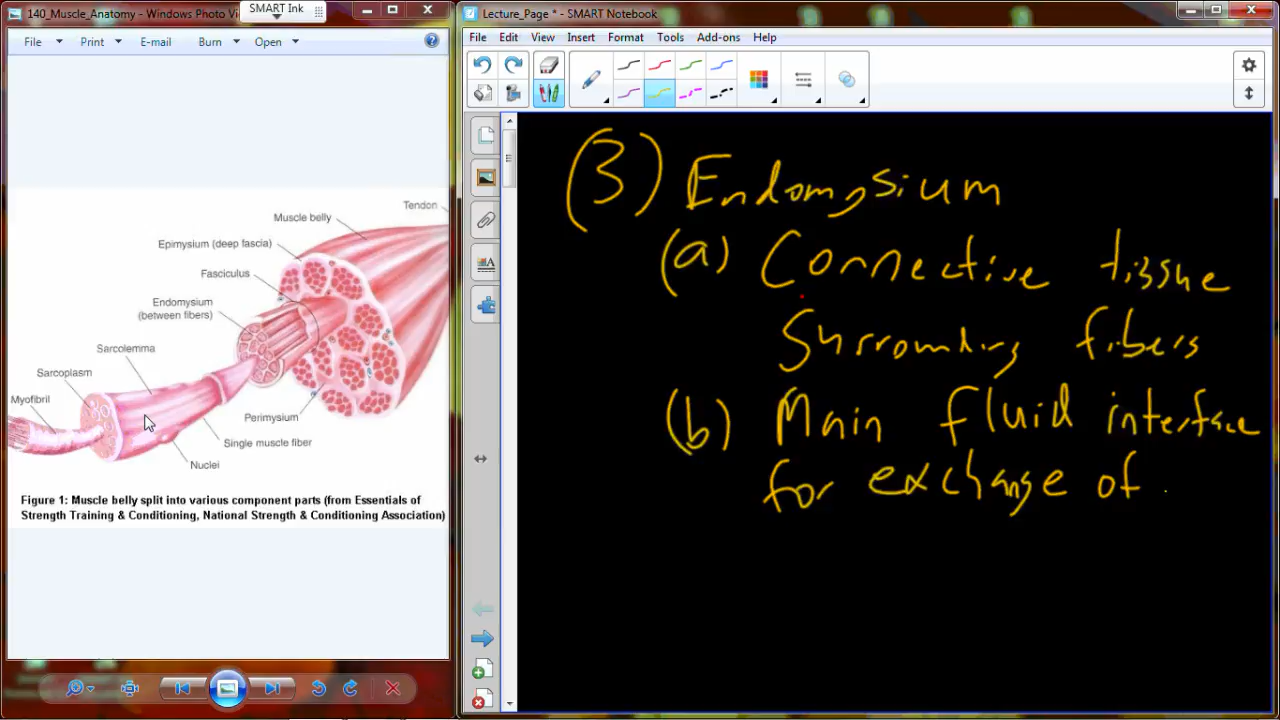 140_Muscle_Anatomy - Windows Photo Vi
SMART Ink
File Print E-mail Burn Open
Tendon
Muscle belly
Epimysium (deep fascia)
Fasciculus
Endomysium
(between fibers)
Sarcolemma
Sarcoplasm
Myofibril
Perimysium
Single muscle fiber
Nuclei
Figure 1: Muscle belly split into various component parts (from Essentials of
Strength Training & Conditioning, National Strength & Conditioning Association)
Lecture_Page * - SMART Notebook
File Edit View Insert Format Tools Add-ons Help
(3) Endomysium
(a) Connective tissue
Surrounding fibers
(b) Main fluid interface
for exchange of